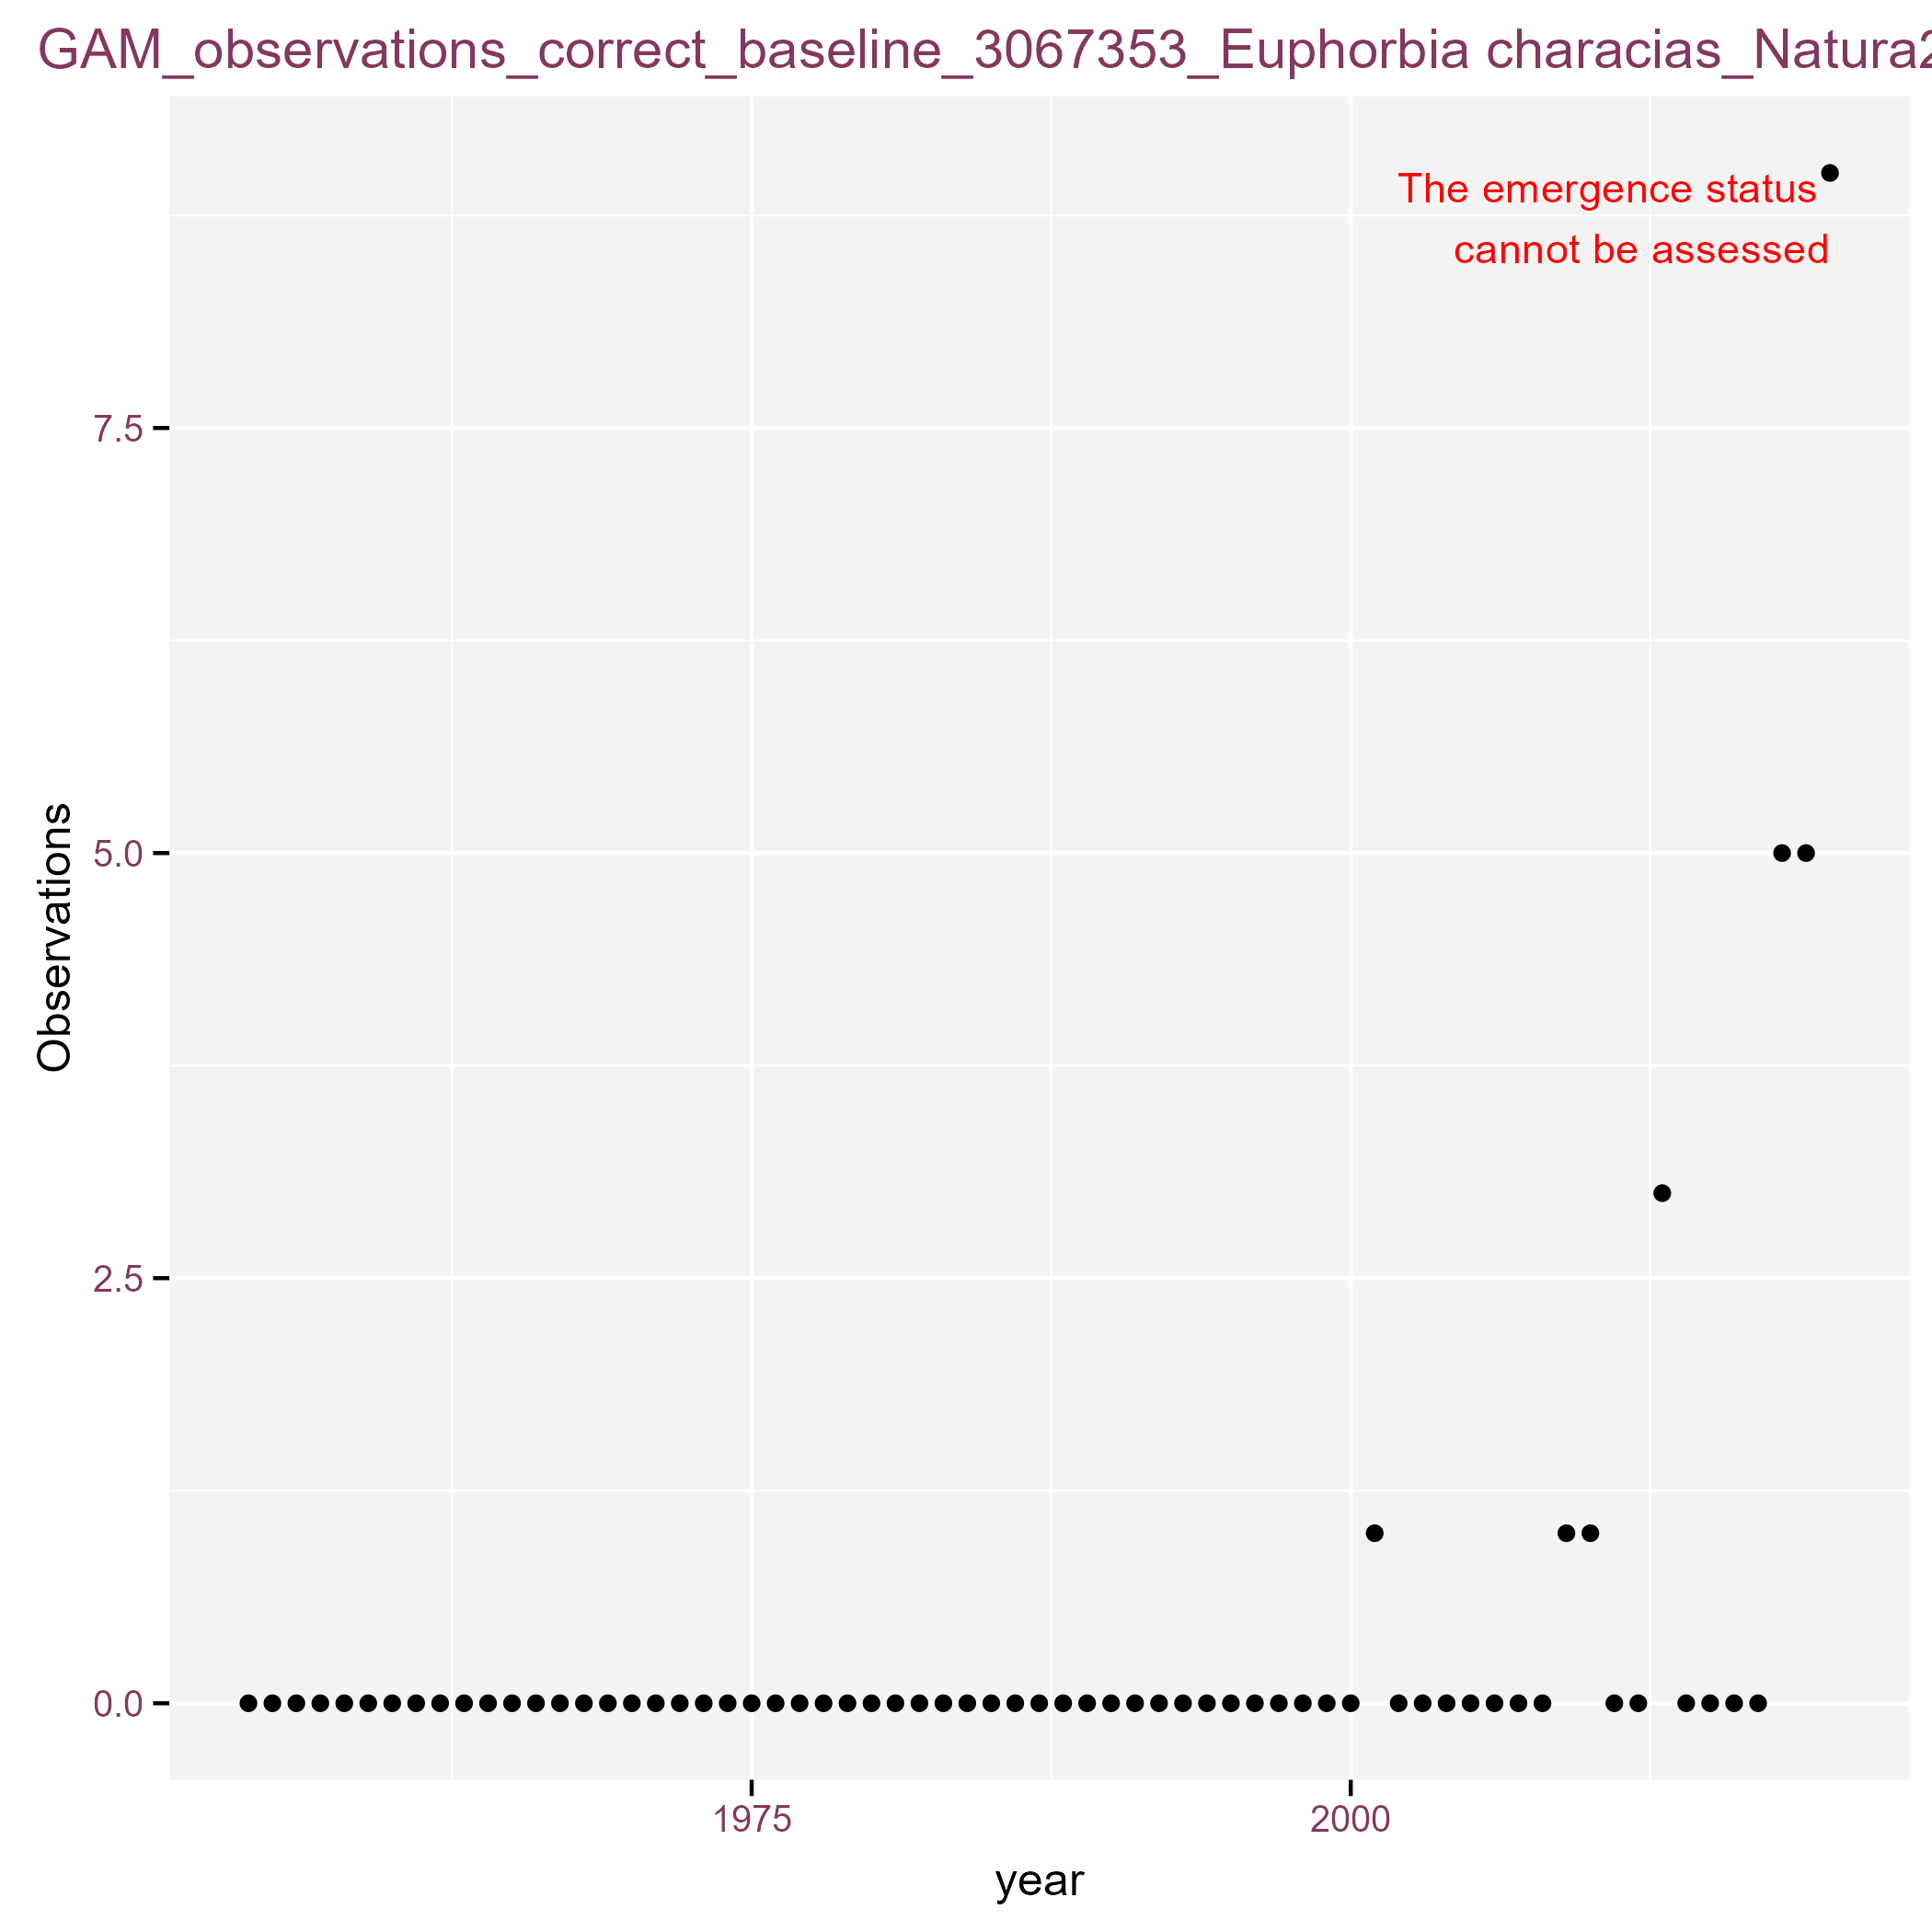 GAM_observations_correct_baseline_3067353_Euphorbia characias_Natura2
The emergence status
cannot be assessed
7.5
5.0
2.5
0.0
Observations
1975
2000
year